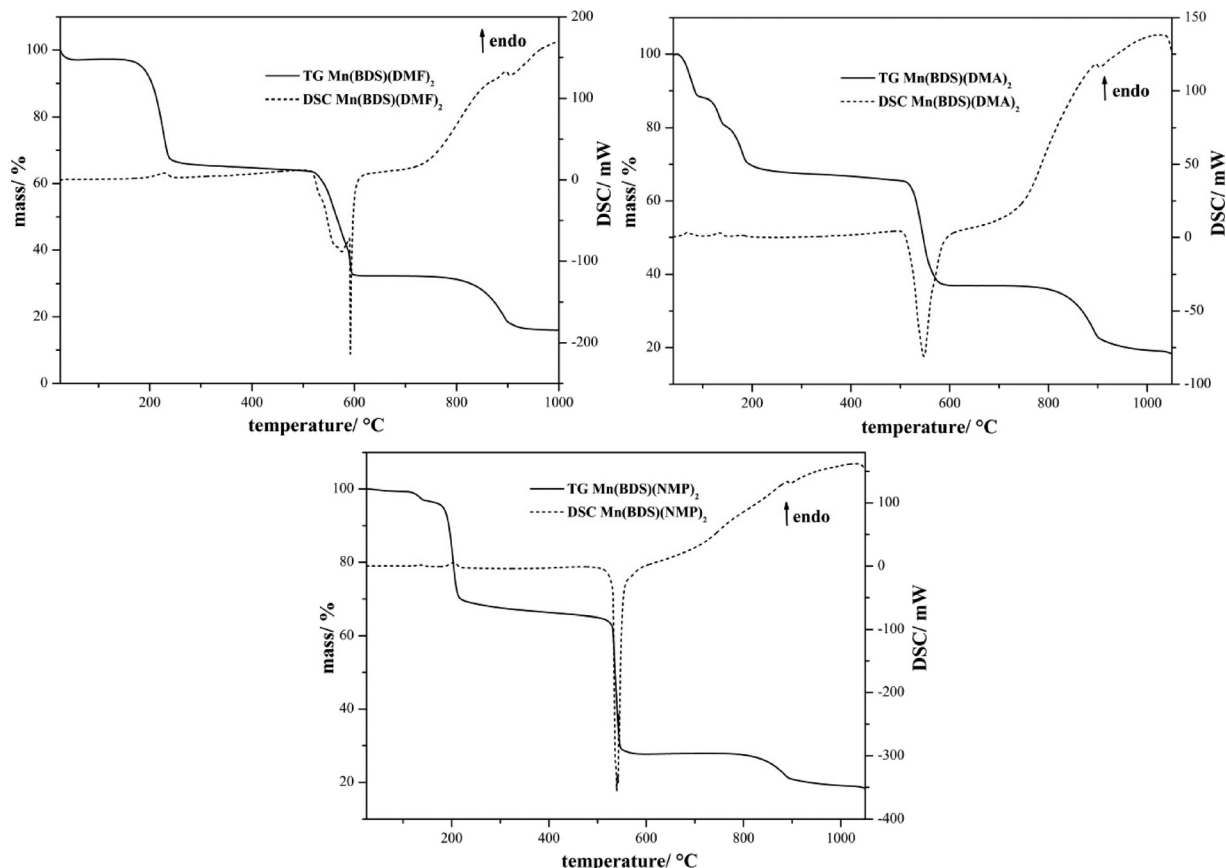 ↑ endo
TG Mn(BDS)(DMF)₂
DSC Mn(BDS)(DMF)₂
mass/ %
100
80
60
40
20
0
200
100
0
-100
-200
DSC/ mW
200
400
600
800
1000
temperature/ °C
TG Mn(BDS)(DMA)₂
DSC Mn(BDS)(DMA)₂
↑ endo
mass/ %
100
80
60
40
20
150
100
50
0
-50
-100
DSC/ mW
200
400
600
800
1000
temperature/ °C
TG Mn(BDS)(NMP)₂
DSC Mn(BDS)(NMP)₂
↑ endo
mass/ %
100
80
60
40
20
100
0
-100
-200
-300
-400
DSC/ mW
200
400
600
800
1000
temperature/ °C